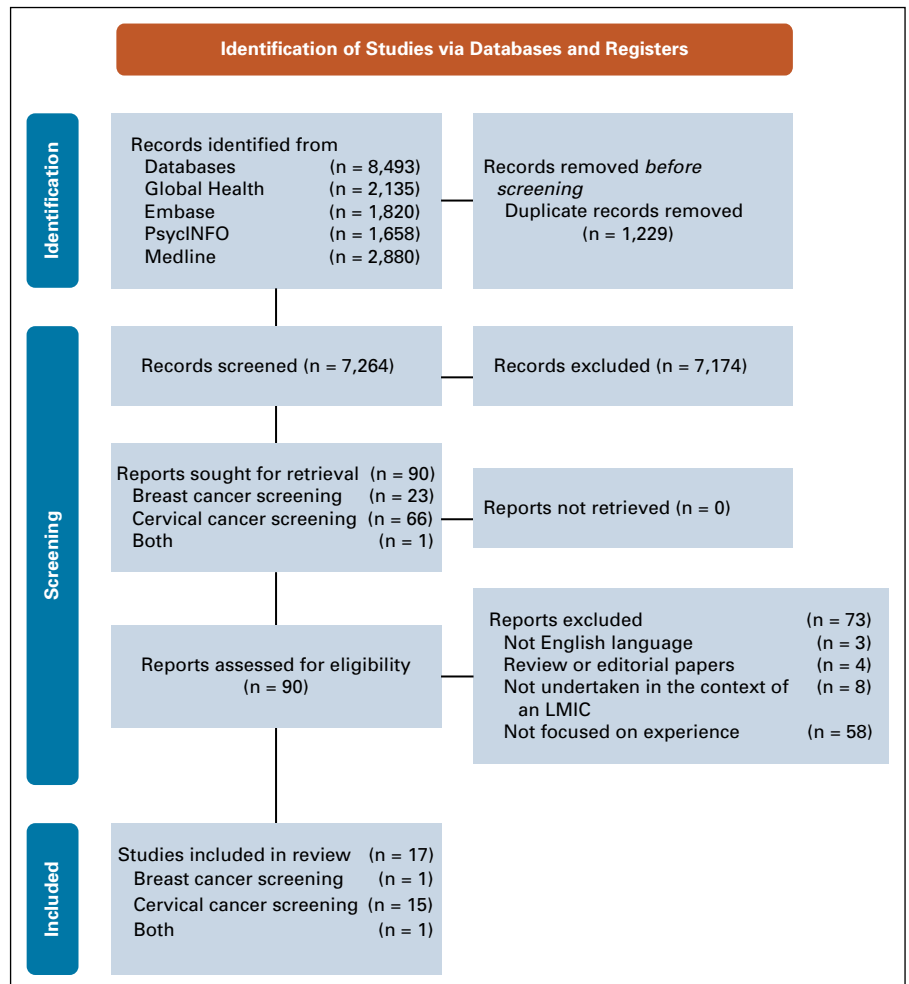 Identification of Studies via Databases and Registers
Identification
Records identified from
Databases (n = 8,493)
Global Health (n = 2,135)
Embase (n = 1,820)
PsycINFO (n = 1,658)
Medline (n = 2,880)
Records removed before
screening
Duplicate records removed
(n = 1,229)
Screening
Records screened (n = 7,264)
Records excluded (n = 7,174)
Reports sought for retrieval (n = 90)
Breast cancer screening (n = 23)
Cervical cancer screening (n = 66)
Both (n = 1)
Reports not retrieved (n = 0)
Reports assessed for eligibility
(n = 90)
Reports excluded (n = 73)
Not English language (n = 3)
Review or editorial papers (n = 4)
Not undertaken in the context of (n = 8)
an LMIC
Not focused on experience (n = 58)
Included
Studies included in review (n = 17)
Breast cancer screening (n = 1)
Cervical cancer screening (n = 15)
Both (n = 1)